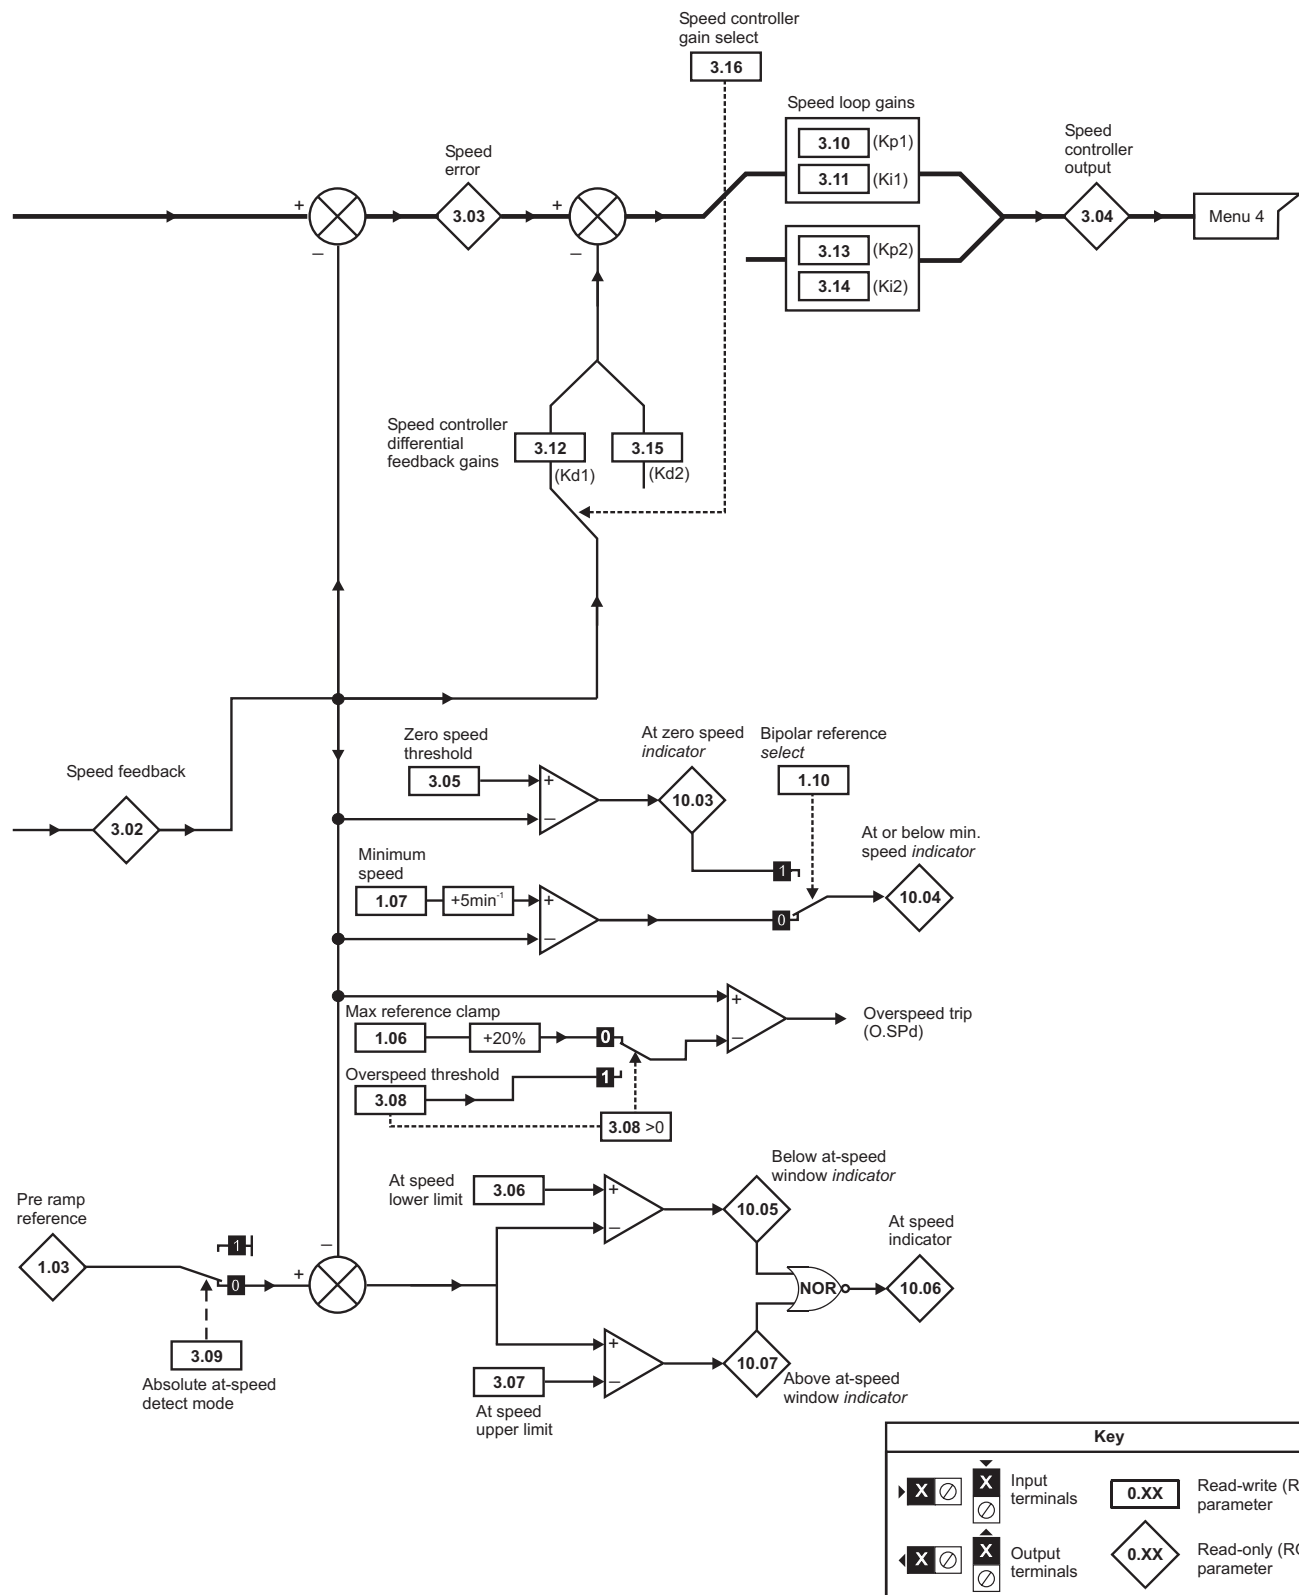 Speed controller
gain select
3.16
Speed loop gains
3.10 (Kp1)
3.11 (Ki1)
Speed
controller
output
Speed
error
+
3.03
+
3.04
Menu 4
–
–
3.13 (Kp2)
3.14 (Ki2)
Speed controller
differential
feedback gains
3.12
3.15
(Kd1)
(Kd2)
Zero speed
threshold
3.05
+
–
At zero speed
indicator
10.03
Bipolar reference
select
1.10
Speed feedback
3.02
Minimum
speed
1.07
+5min⁻¹
+
–
1
0
At or below min.
speed indicator
10.04
Max reference clamp
1.06
+20%
0
+
–
Overspeed trip
(O.SPd)
Overspeed threshold
3.08
1
3.08 >0
Pre ramp
reference
1.03
1
0
–
+
3.09
Absolute at-speed
detect mode
At speed
lower limit
3.06
+
–
Below at-speed
window indicator
10.05
At speed
indicator
NOR
10.06
+
–
3.07
At speed
upper limit
10.07
Above at-speed
window indicator
Key
X
X
Input
terminals
0.XX
Read-write
parameter
X
X
Output
terminals
0.XX
Read-only
parameter